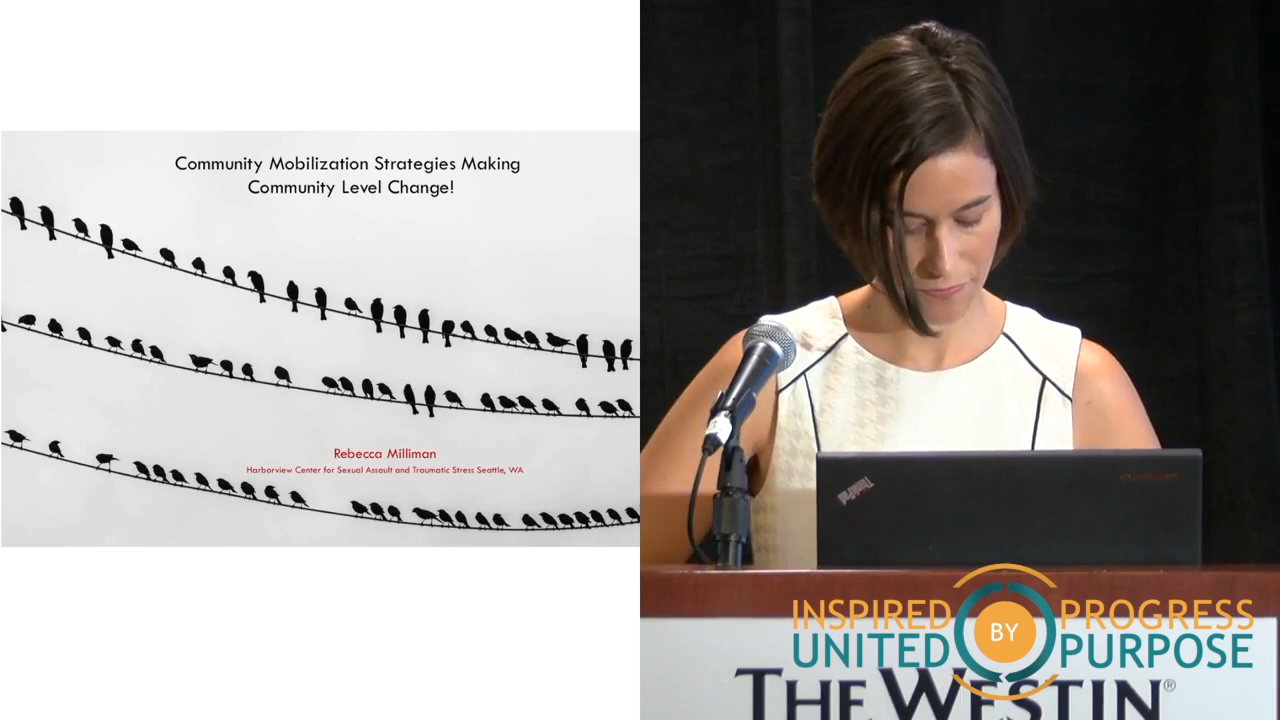 Community Mobilization Strategies Making
Community Level Change!
Rebecca Milliman
Harborview Center for Sexual Assault and Traumatic Stress Seattle, WA
ThinkPad
INSPIRED BY PROGRESS
UNITED PURPOSE
THE WESTIN®